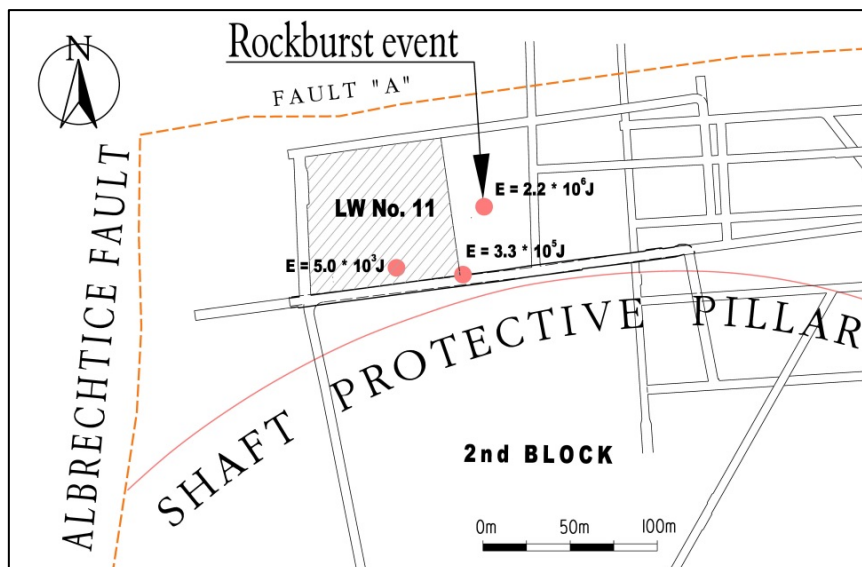 N
Rockburst event
FAULT "A"
ALBRECHTICE FAULT
LW No. 11
E = 2.2 * 10⁶J
E = 5.0 * 10³J
E = 3.3 * 10⁵J
SHAFT PROTECTIVE PILLAR
2nd BLOCK
0m 50m 100m